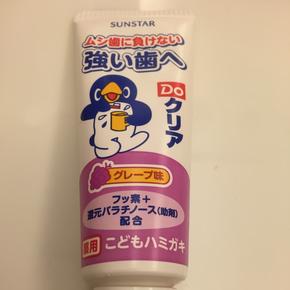 SUNSTAR
ムシ歯に負けない
強い歯へ
Do
クリア
グレープ味
フッ素+
還元パラチノース(助剤)
配合
薬用 こどもハミガキ